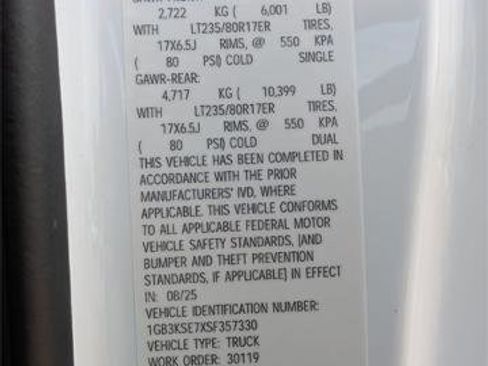 2,722 KG ( 6,001 LB)
WITH LT235/80R17ER TIRES,
17X6.5J RIMS, @ 550 KPA
( 80 PSI) COLD SINGLE
GAWR-REAR:
4,717 KG ( 10,399 LB)
WITH LT235/80R17ER TIRES,
17X6.5J RIMS, @ 550 KPA
( 80 PSI) COLD DUAL
THIS VEHICLE HAS BEEN COMPLETED IN
ACCORDANCE WITH THE PRIOR
MANUFACTURERS' IVD, WHERE
APPLICABLE. THIS VEHICLE CONFORMS
TO ALL APPLICABLE FEDERAL MOTOR
VEHICLE SAFETY STANDARDS, [AND
BUMPER AND THEFT PREVENTION
STANDARDS, IF APPLICABLE] IN EFFECT
IN: 08/25
VEHICLE IDENTIFICATION NUMBER:
1GB3KSE7XSF357330
VEHICLE TYPE: TRUCK
WORK ORDER: 30119